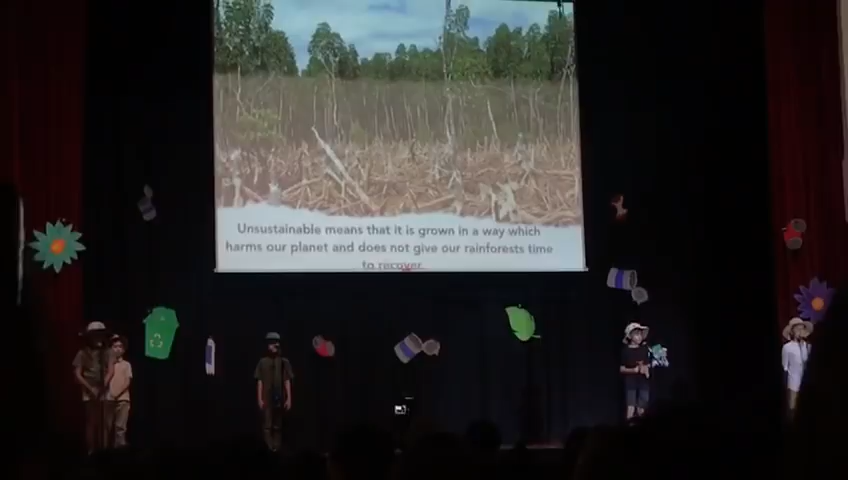 Unsustainable means that it is grown in a way which
harms our planet and does not give our rainforests time
to recover